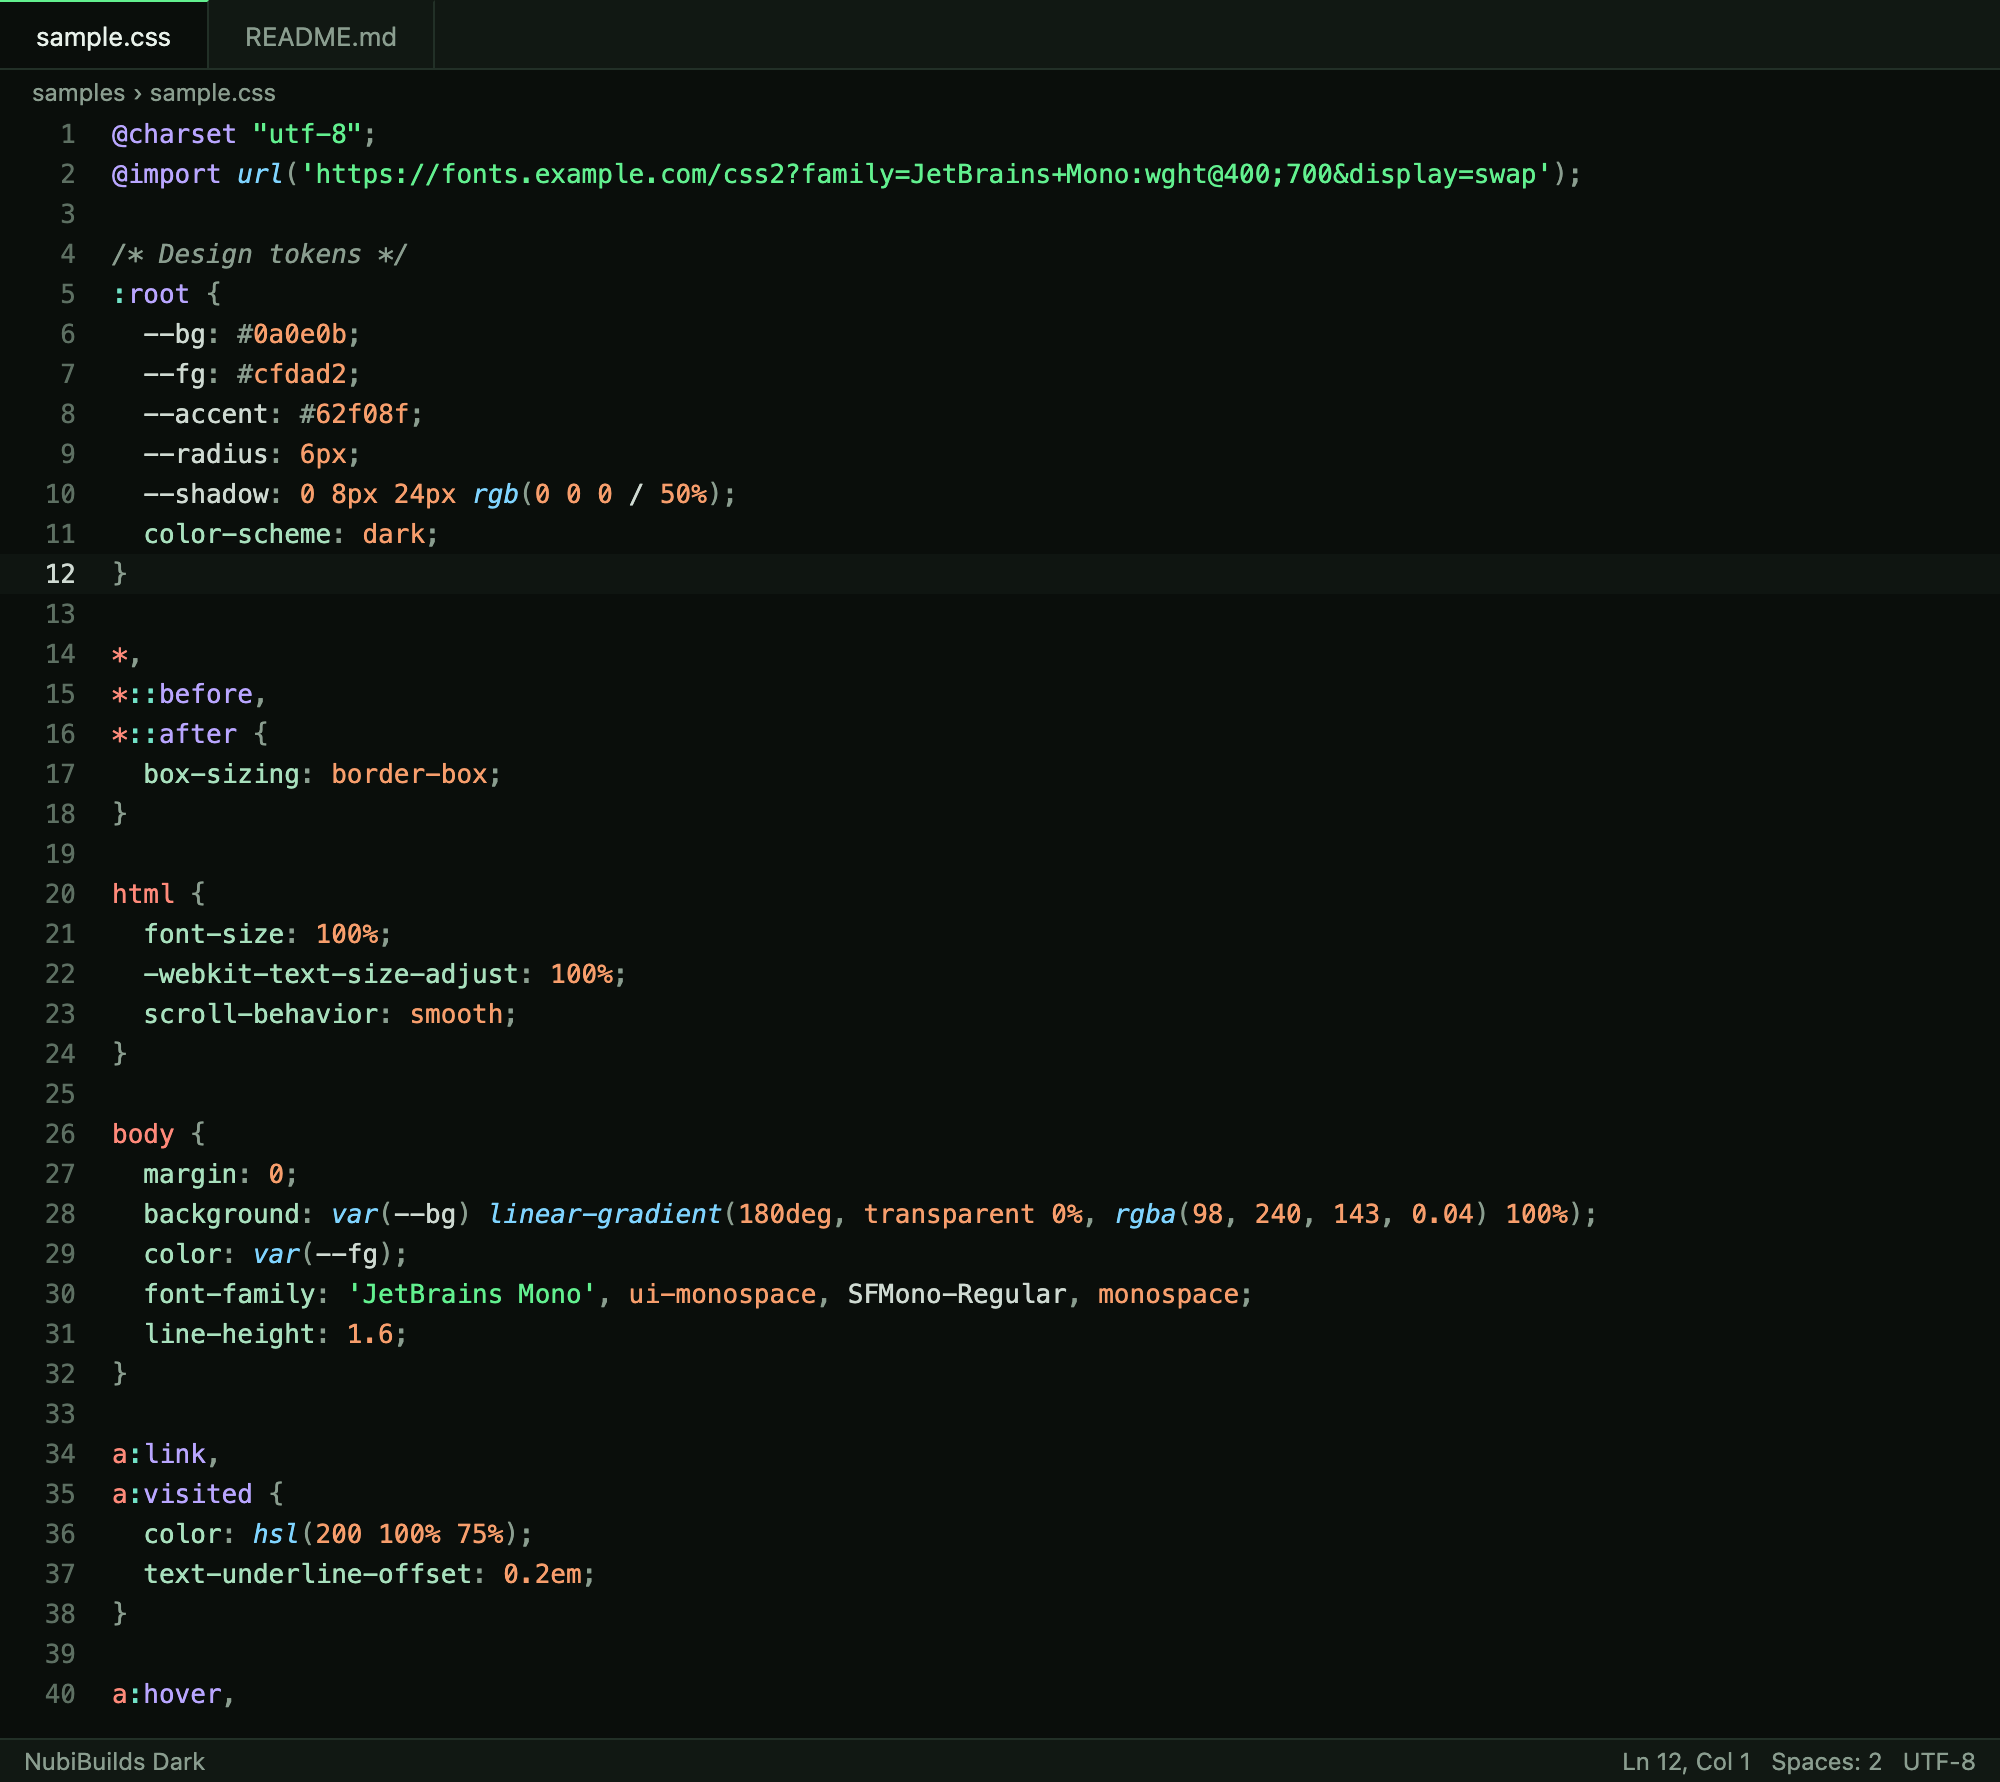 sample.css README.md
samples › sample.css
1 @charset "utf-8";
2 @import url('https://fonts.example.com/css2?family=JetBrains+Mono:wght@400;700&display=swap');
3
4 /* Design tokens */
5 :root {
6   --bg: #0a0e0b;
7   --fg: #cfdad2;
8   --accent: #62f08f;
9   --radius: 6px;
10   --shadow: 0 8px 24px rgb(0 0 0 / 50%);
11   color-scheme: dark;
12 }
13
14 *,
15 *::before,
16 *::after {
17   box-sizing: border-box;
18 }
19
20 html {
21   font-size: 100%;
22   -webkit-text-size-adjust: 100%;
23   scroll-behavior: smooth;
24 }
25
26 body {
27   margin: 0;
28   background: var(--bg) linear-gradient(180deg, transparent 0%, rgba(98, 240, 143, 0.04) 100%);
29   color: var(--fg);
30   font-family: 'JetBrains Mono', ui-monospace, SFMono-Regular, monospace;
31   line-height: 1.6;
32 }
33
34 a:link,
35 a:visited {
36   color: hsl(200 100% 75%);
37   text-underline-offset: 0.2em;
38 }
39
40 a:hover,
NubiBuilds Dark Ln 12, Col 1 Spaces: 2 UTF-8